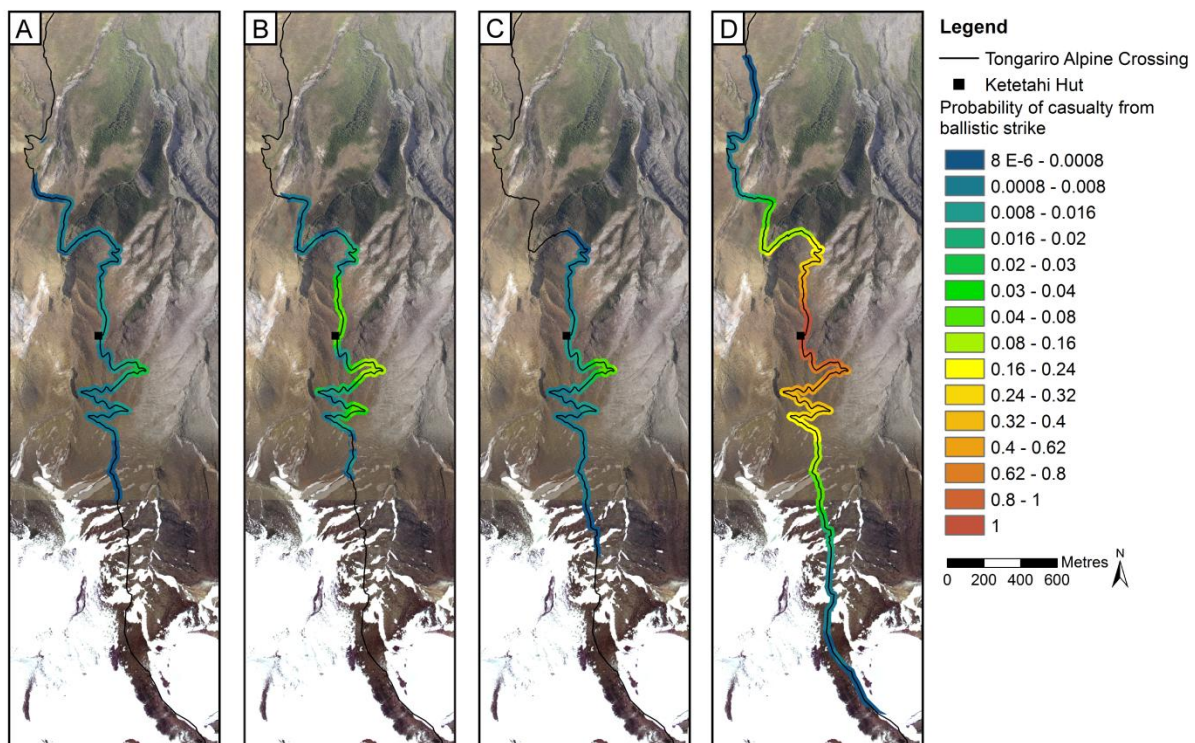 A
B
C
D
Legend
Tongariro Alpine Crossing
Ketetahi Hut
Probability of casualty from
ballistic strike
8 E-6 - 0.0008
0.0008 - 0.008
0.008 - 0.016
0.016 - 0.02
0.02 - 0.03
0.03 - 0.04
0.04 - 0.08
0.08 - 0.16
0.16 - 0.24
0.24 - 0.32
0.32 - 0.4
0.4 - 0.62
0.62 - 0.8
0.8 - 1
1
Metres
0 200 400 600
N